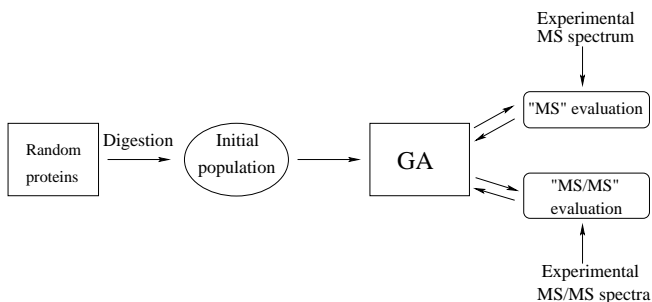 Experimental
MS spectrum
"MS" evaluation
Digestion
Random
proteins
Initial
population
GA
"MS/MS"
evaluation
Experimental
MS/MS spectra